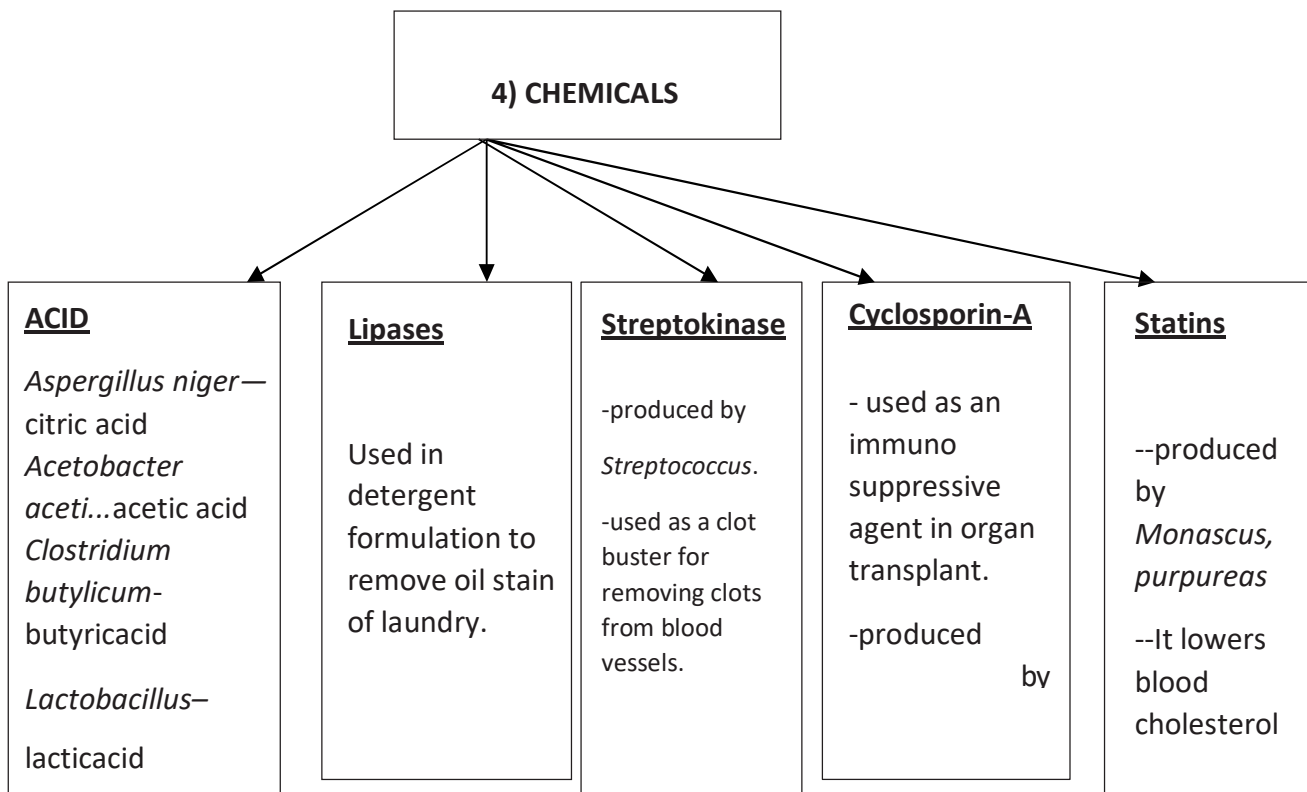 4) CHEMICALS
ACID
Aspergillus niger—
citric acid
Acetobacter
aceti...acetic acid
Clostridium
butylicum-
butyricacid
Lactobacillus–
lacticacid
Lipases
Used in
detergent
formulation to
remove oil stain
of laundry.
Streptokinase
-produced by
Streptococcus.
-used as a clot
buster for
removing clots
from blood
vessels.
Cyclosporin-A
- used as an
immuno
suppressive
agent in organ
transplant.
-produced
by
Statins
--produced
by
Monascus,
purpureas
--It lowers
blood
cholesterol